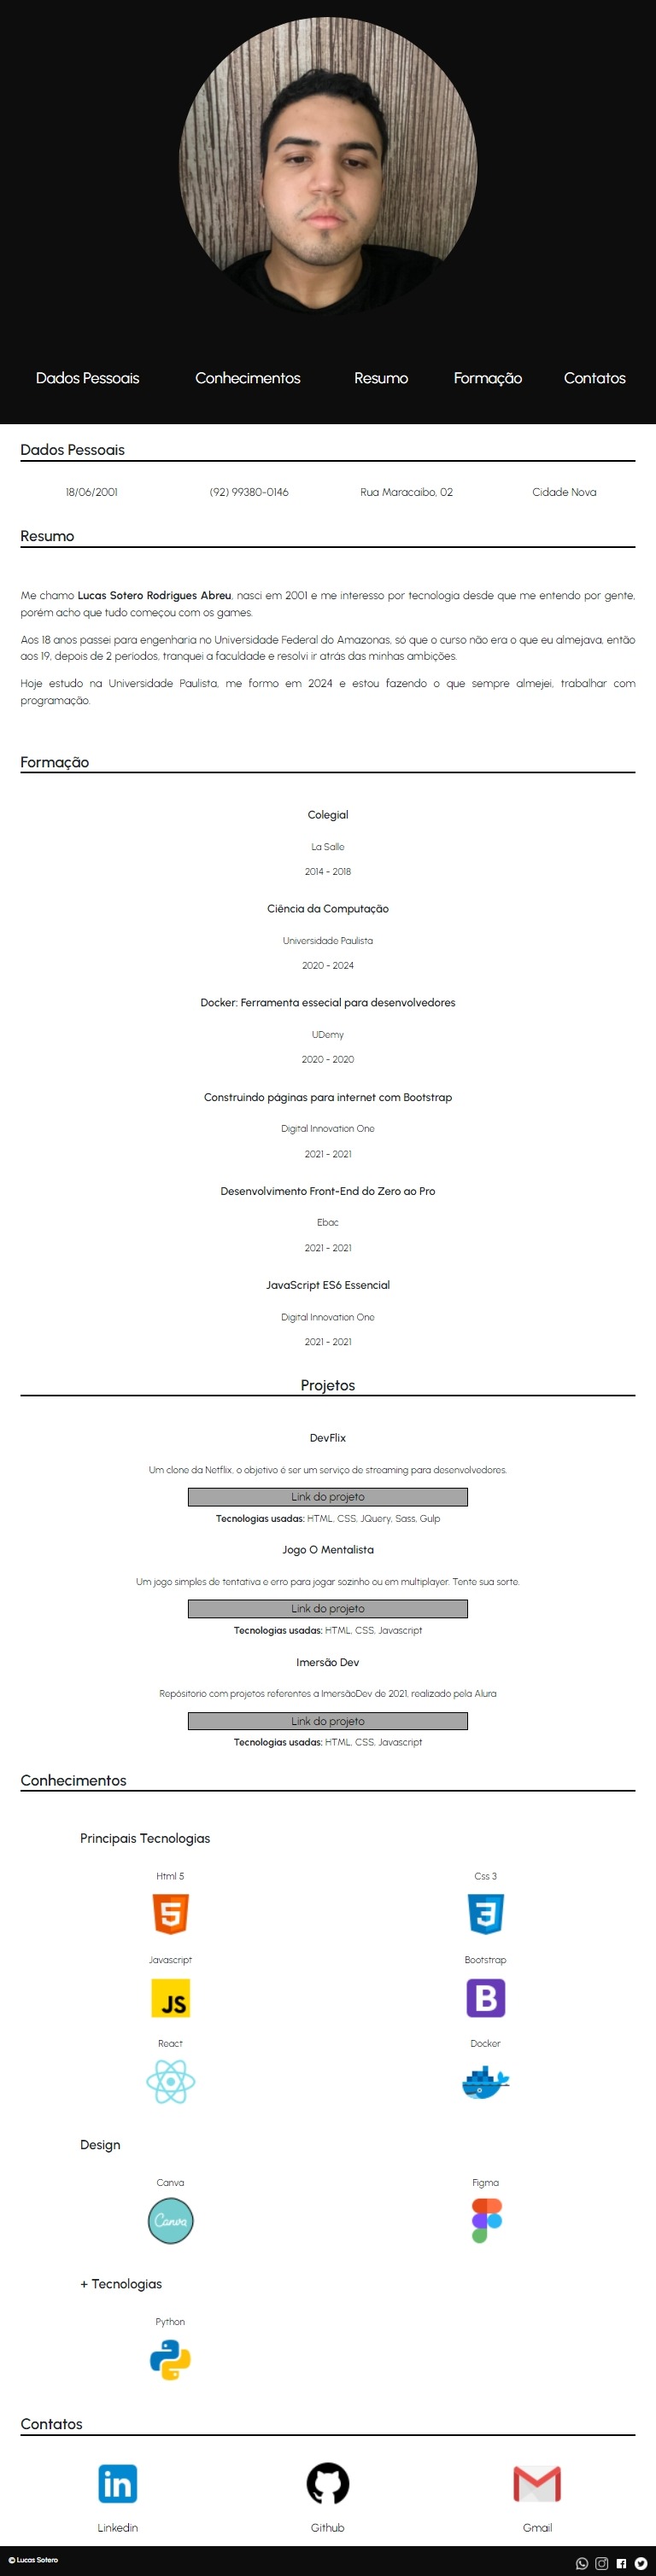 Dados Pessoais Conhecimentos Resumo Formação Contatos
Dados Pessoais
18/06/2001 (92) 99380-0146 Rua Maracaibo, 02 Cidade Nova
Resumo
Me chamo Lucas Sotero Rodrigues Abreu, nasci em 2001 e me interesso por tecnologia desde que me entendo por gente,
porém acho que tudo começou com os games.
Aos 18 anos passei para engenharia no Universidade Federal do Amazonas, só que o curso não era o que eu almejava, então
aos 19, depois de 2 períodos, tranquei a faculdade e resolvi ir atrás das minhas ambições.
Hoje estudo na Universidade Paulista, me formo em 2024 e estou fazendo o que sempre almejei, trabalhar com
programação.
Formação
Colegial
La Salle
2014 - 2018
Ciência da Computação
Universidade Paulista
2020 - 2024
Docker: Ferramenta essecial para desenvolvedores
UDemy
2020 - 2020
Construindo páginas para internet com Bootstrap
Digital Innovation One
2021 - 2021
Desenvolvimento Front-End do Zero ao Pro
Ebac
2021 - 2021
JavaScript ES6 Essencial
Digital Innovation One
2021 - 2021
Projetos
DevFlix
Um clone da Netflix, o objetivo é ser um serviço de streaming para desenvolvedores.
Link do projeto
Tecnologias usadas: HTML, CSS, JQuery, Sass, Gulp
Jogo O Mentalista
Um jogo simples de tentativa e erro para jogar sozinho ou em multiplayer. Tente sua sorte.
Link do projeto
Tecnologias usadas: HTML, CSS, Javascript
Imersão Dev
Repósitorio com projetos referentes a ImersãoDev de 2021, realizado pela Alura
Link do projeto
Tecnologias usadas: HTML, CSS, Javascript
Conhecimentos
Principais Tecnologias
Html 5 Css 3
5 3
Javascript Bootstrap
JS B
React Docker
Design
Canva Figma
Canva
+ Tecnologias
Python
Contatos
in
Linkedin Github Gmail
© Lucas Sotero